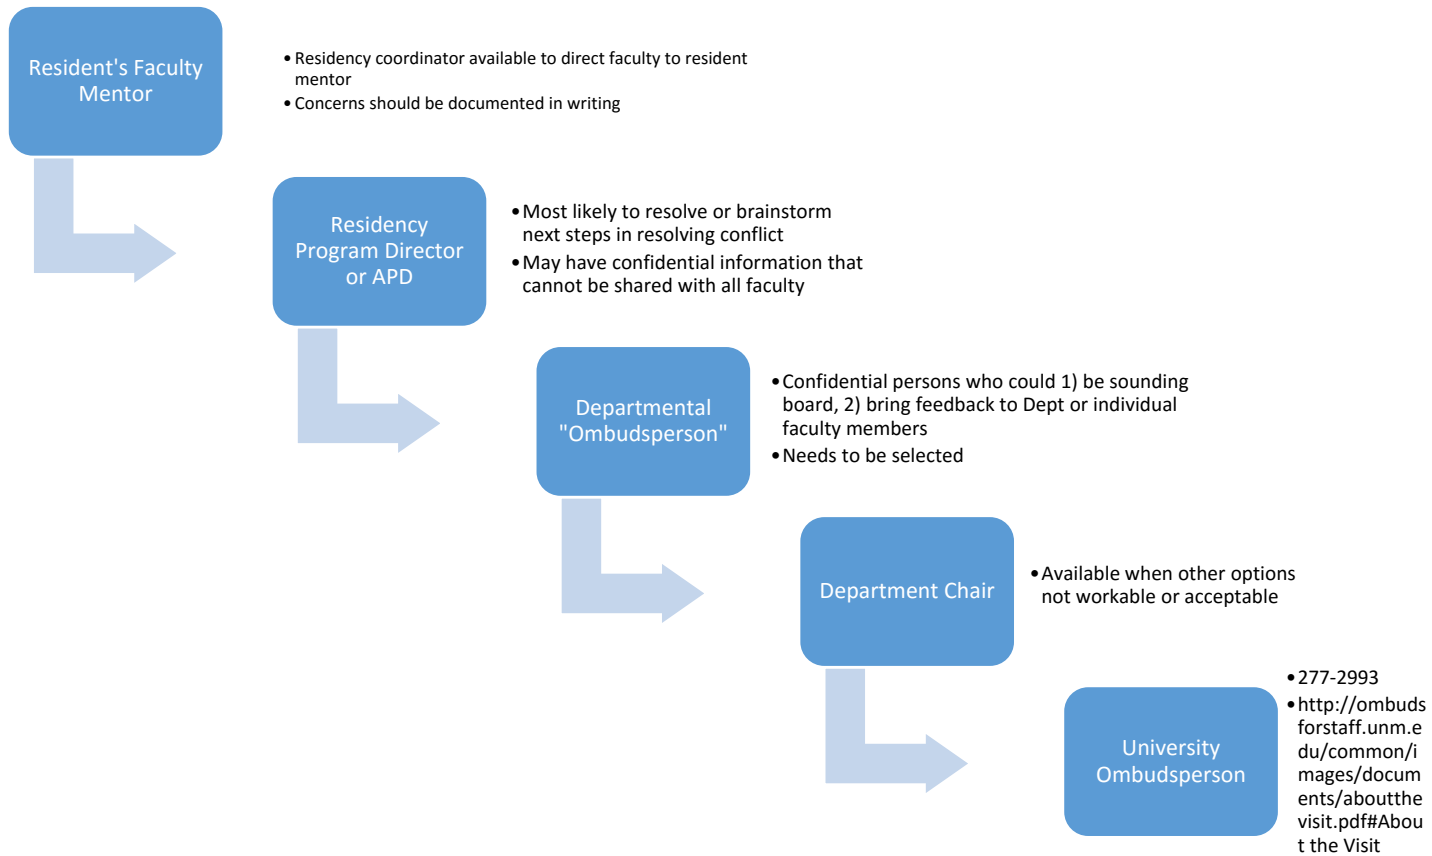 Resident's Faculty
Mentor
• Residency coordinator available to direct faculty to resident
mentor
• Concerns should be documented in writing
Residency
Program Director
or APD
• Most likely to resolve or brainstorm
next steps in resolving conflict
• May have confidential information that
cannot be shared with all faculty
Departmental
"Ombudsperson"
• Confidential persons who could 1) be sounding
board, 2) bring feedback to Dept or individual
faculty members
• Needs to be selected
Department Chair
• Available when other options
not workable or acceptable
University
Ombudsperson
• 277-2993
• http://ombuds
forstaff.unm.e
du/common/i
mages/docum
ents/aboutthe
visit.pdf#Abou
t the Visit